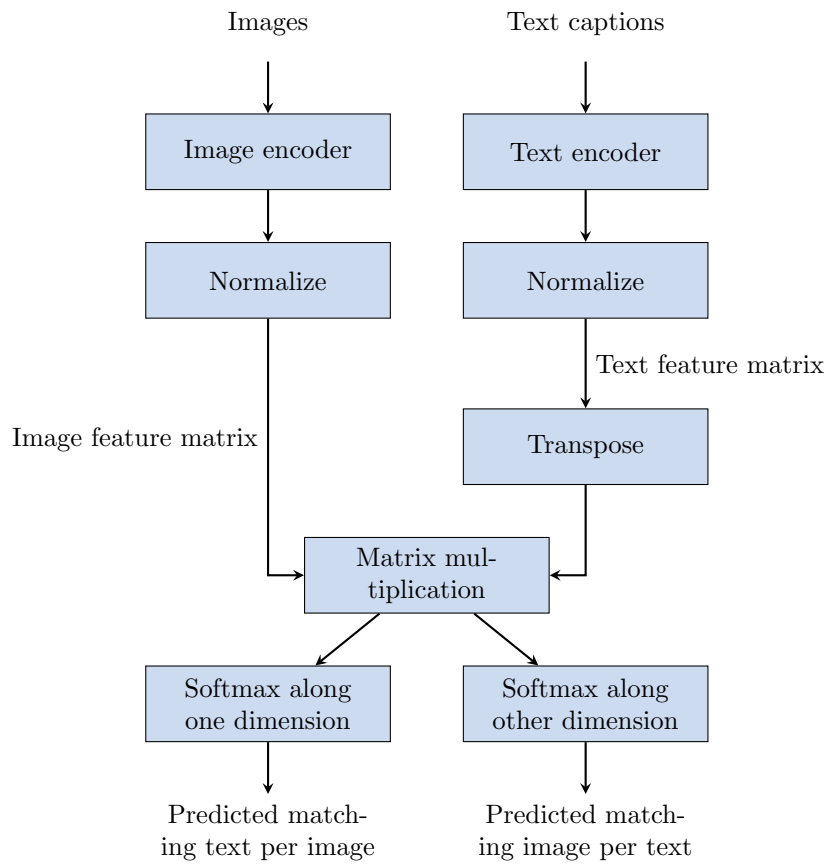 Images
Text captions
Image encoder
Text encoder
Normalize
Normalize
Text feature matrix
Image feature matrix
Transpose
Matrix mul-
tiplication
Softmax along
one dimension
Softmax along
other dimension
Predicted match-
ing text per image
Predicted match-
ing image per text